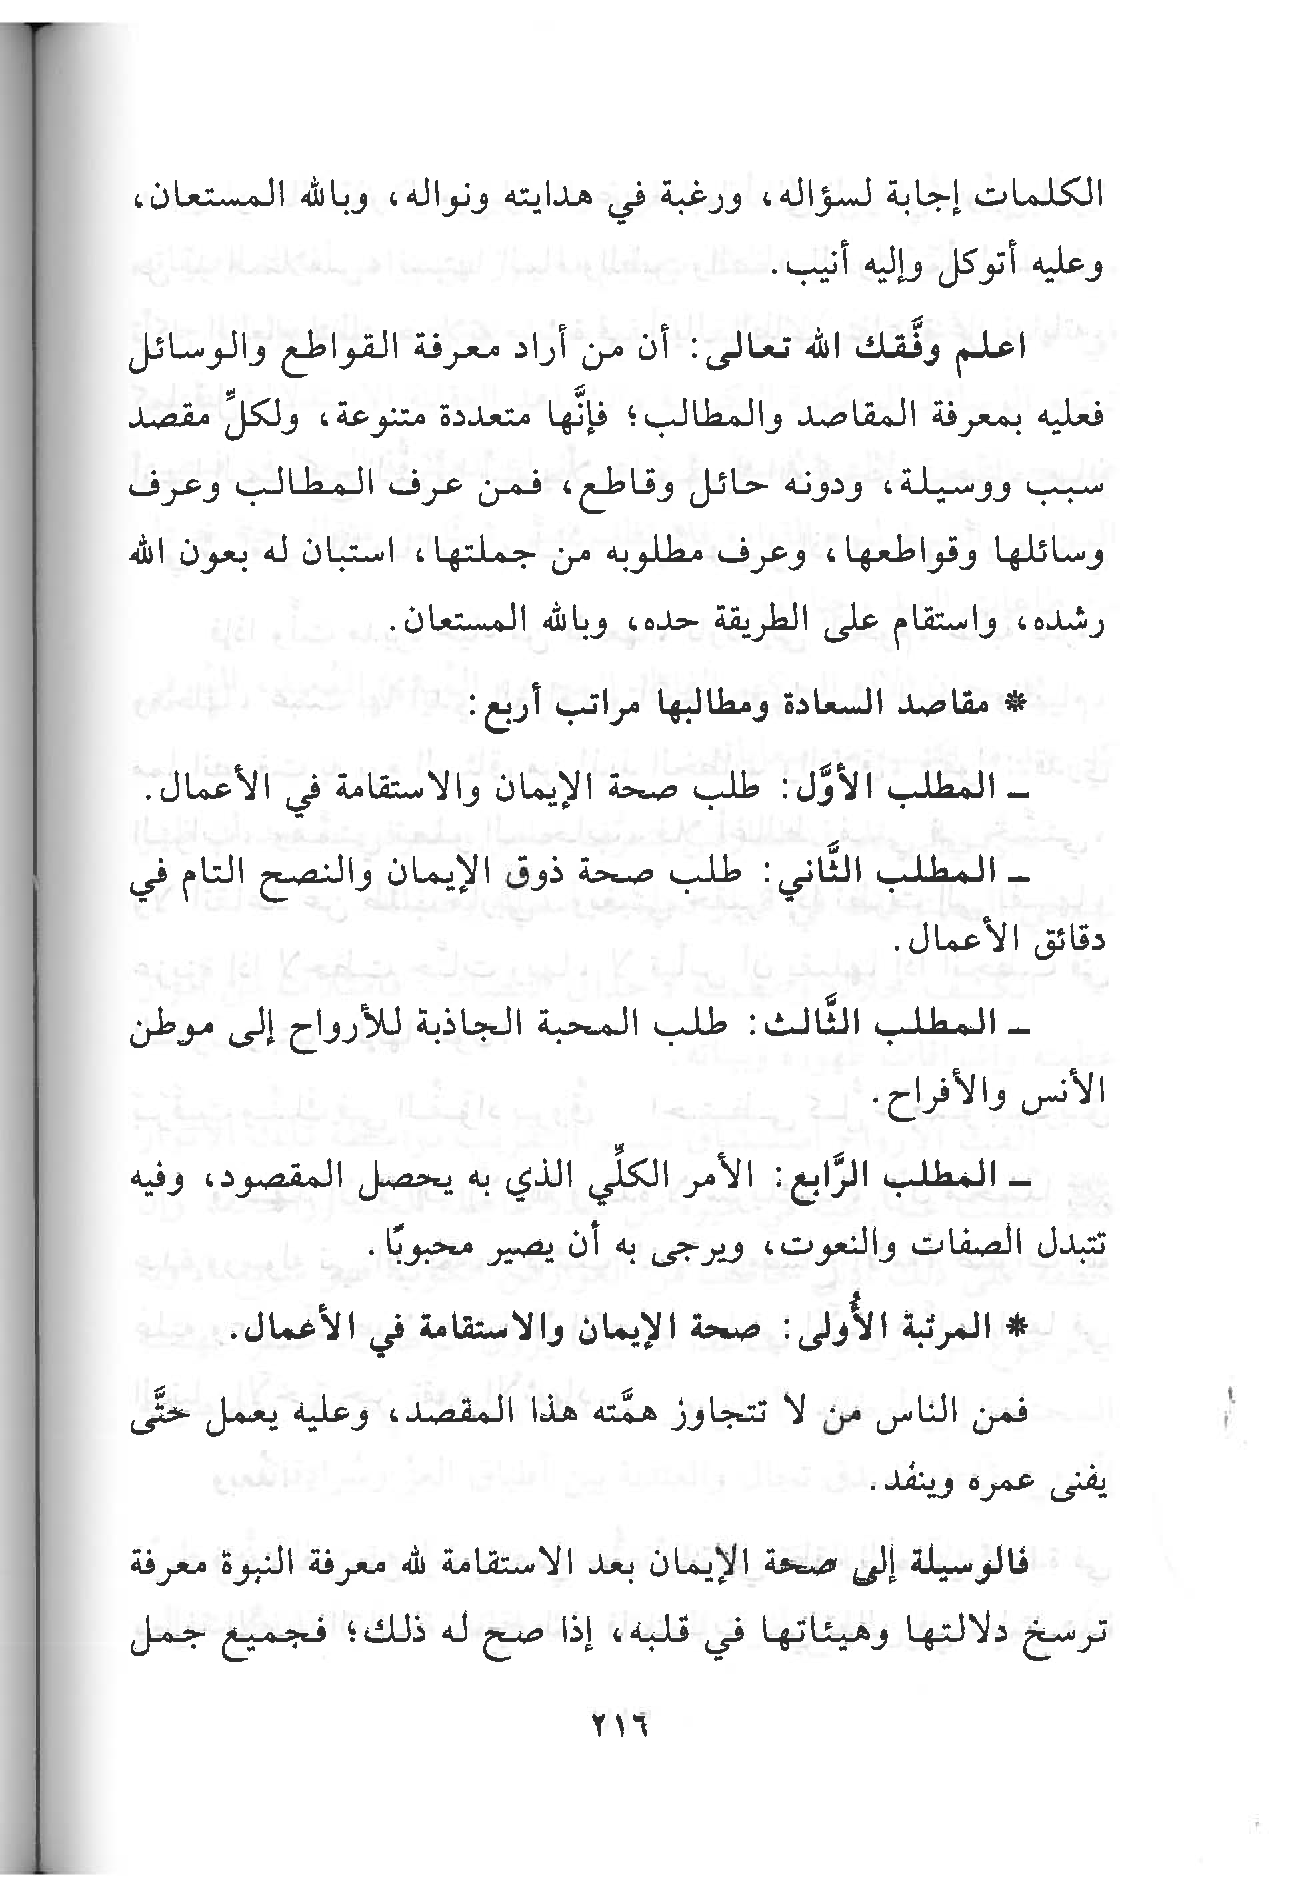 الكلمات إجابة لسؤاله، ورغبة في هدايته ونواله، وبالله المستعان،
وعليه أتوكل وإليه أنيب.
اعلم وفَّقك الله تعالى: أن من أراد معرفة القواطع والوسائل
فعليه بمعرفة المقاصد والمطالب؛ فإنَّها متعددة متنوعة، ولكلِّ مقصد
سبب ووسيلة، ودونه حائل وقاطع، فمن عرف المطالب وعرف
وسائلها وقواطعها، وعرف مطلوبه من جملتها، استبان له بعون الله
رشده، واستقام على الطريقة حده، وبالله المستعان.
* مقاصد السعادة ومطالبها مراتب أربع:
ـ المطلب الأوَّل: طلب صحة الإيمان والاستقامة في الأعمال.
ـ المطلب الثَّاني: طلب صحة ذوق الإيمان والنصح التام في
دقائق الأعمال.
ـ المطلب الثَّالث: طلب المحبة الجاذبة للأرواح إلى موطن
الأنس والأفراح.
ـ المطلب الرَّابع: الأمر الكلِّي الذي به يحصل المقصود، وفيه
تتبدل الصفات والنعوت، ويرجى به أن يصير محبوبًا.
* المرتبة الأُولى: صحة الإيمان والاستقامة في الأعمال.
فمن الناس من لا تتجاوز همَّته هذا المقصد، وعليه يعمل حتَّى
يفنى عمره وينفد.
فالوسيلة إلى صحة الإيمان بعد الاستقامة لله معرفة النبوة معرفة
ترسخ دلالتها وهيئاتها في قلبه، إذا صح له ذلك؛ فجميع جمل
٢١٦